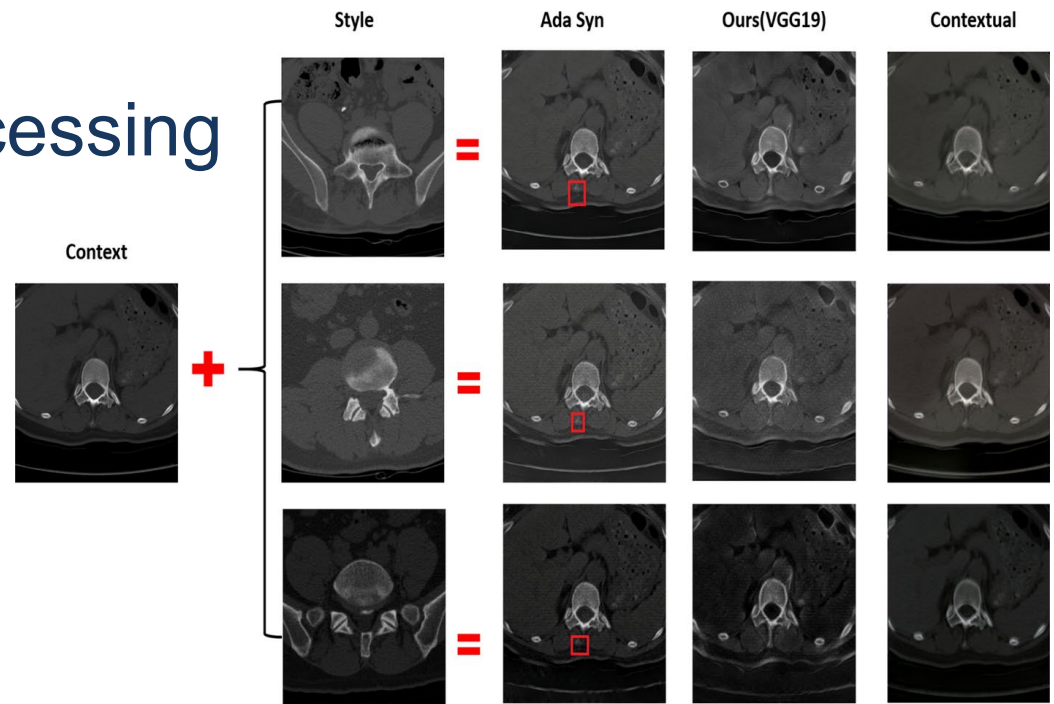 Style
Ada Syn
Ours(VGG19)
Contextual
cessing
Context